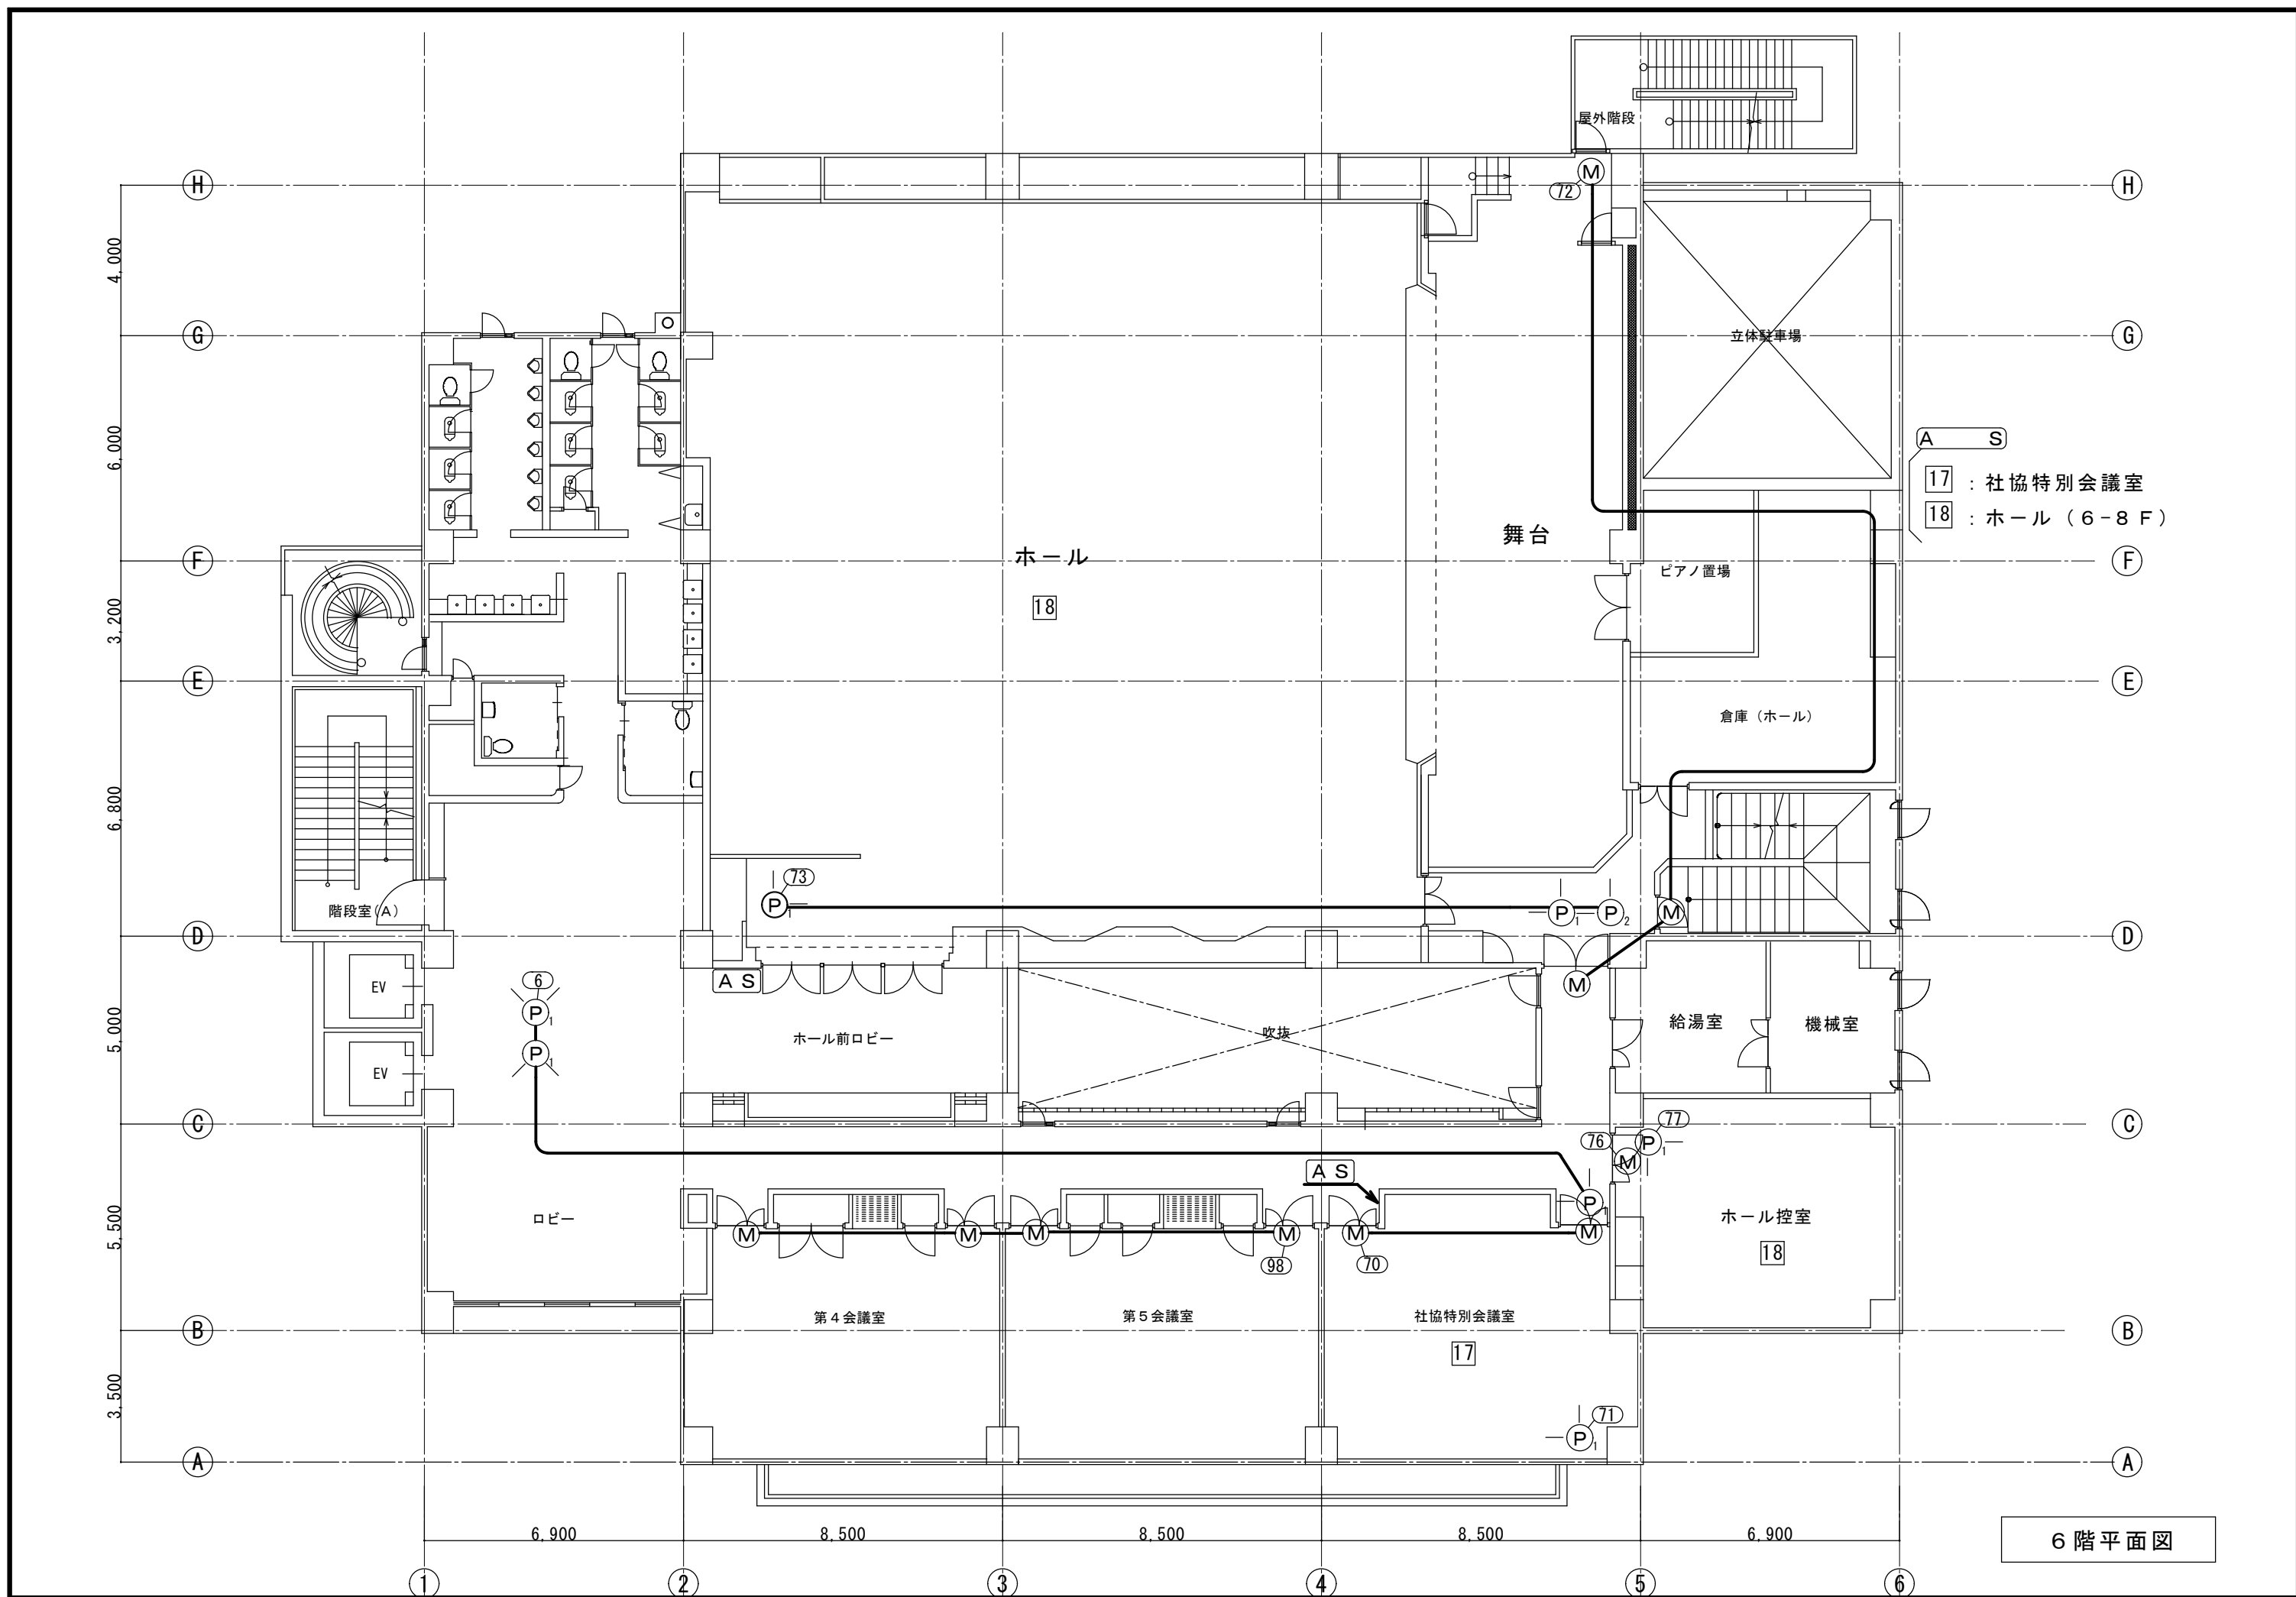 屋外階段
H
M
72
H
4,000
G
立体駐車場
G
A S
6,000
17 : 社協特別会議室
18 : ホール (6-8F)
舞台
ホール
F
ピアノ置場
F
18
3,200
E
E
倉庫 (ホール)
6,800
73
P1
P1
P2
M
階段室(A)
D
D
A S
6
EV
P1
M
5,000
給湯室
機械室
ホール前ロビー
吹抜
P1
EV
C
77
C
76
P1
M
A S
P1
5,500
ロビー
ホール控室
M
M
M
M
M
M
98
70
18
第4会議室
第5会議室
社協特別会議室
B
B
17
3,500
71
P1
A
A
6,900
8,500
8,500
8,500
6,900
6階平面図
1
2
3
4
5
6